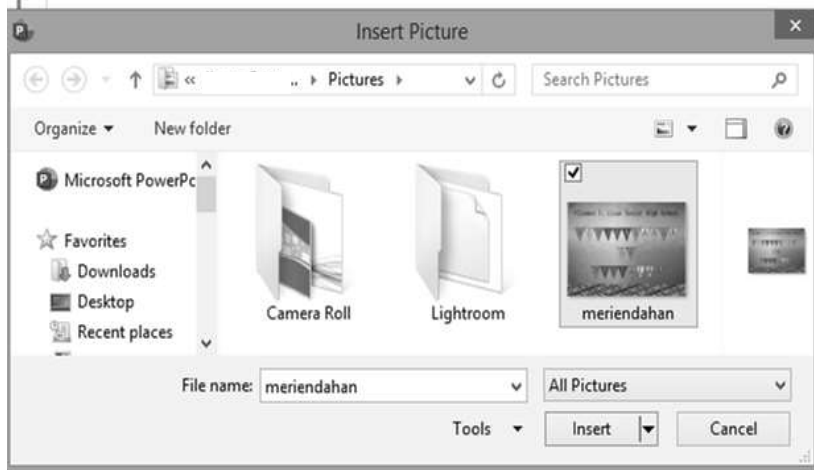 Insert Picture
« .. Pictures
Search Pictures
Organize
New folder
Microsoft PowerPo
Favorites
Downloads
Desktop
Recent places
Camera Roll
Lightroom
meriendahan
File name: meriendahan
All Pictures
Tools
Insert
Cancel